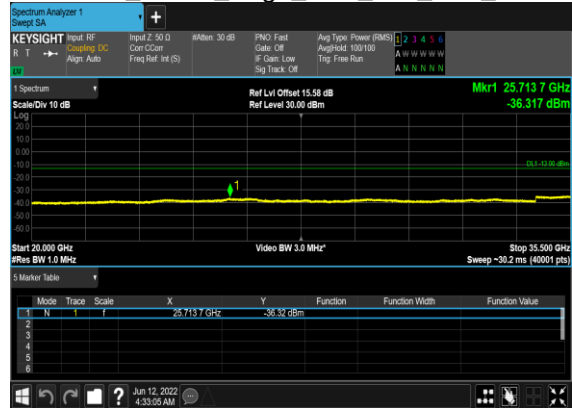 Spectrum Analyzer 1
Swept SA
+
KEYSIGHT Input: RF Input Z: 50 Ω #Atten: 30 dB PNO: Fast Avg Type: Power (RMS) 1 2 3 4 5 6
R T Coupling: DC Corr CCorr Gate: Off Avg|Hold: 100/100 A W W W W W
Align: Auto Freq Ref: Int (S) IF Gain: Low Trig: Free Run
LXI Sig Track: Off A N N N N N
1 Spectrum Ref Lvl Offset 15.58 dB Mkr1 25.713 7 GHz
Scale/Div 10 dB Ref Level 30.00 dBm -36.317 dBm
Log
20.0
10.0
0.00
-10.0
DL1 -13.00 dBm
-20.0
-30.0
1
-40.0
-50.0
-60.0
Start 20.000 GHz Video BW 3.0 MHz* Stop 35.500 GHz
#Res BW 1.0 MHz Sweep ~30.2 ms (40001 pts)
5 Marker Table
Mode Trace Scale X Y Function Function Width Function Value
1 N 1 f 25.713 7 GHz -36.32 dBm
2
3
4
5
6
? Jun 12, 2022
4:33:05 AM